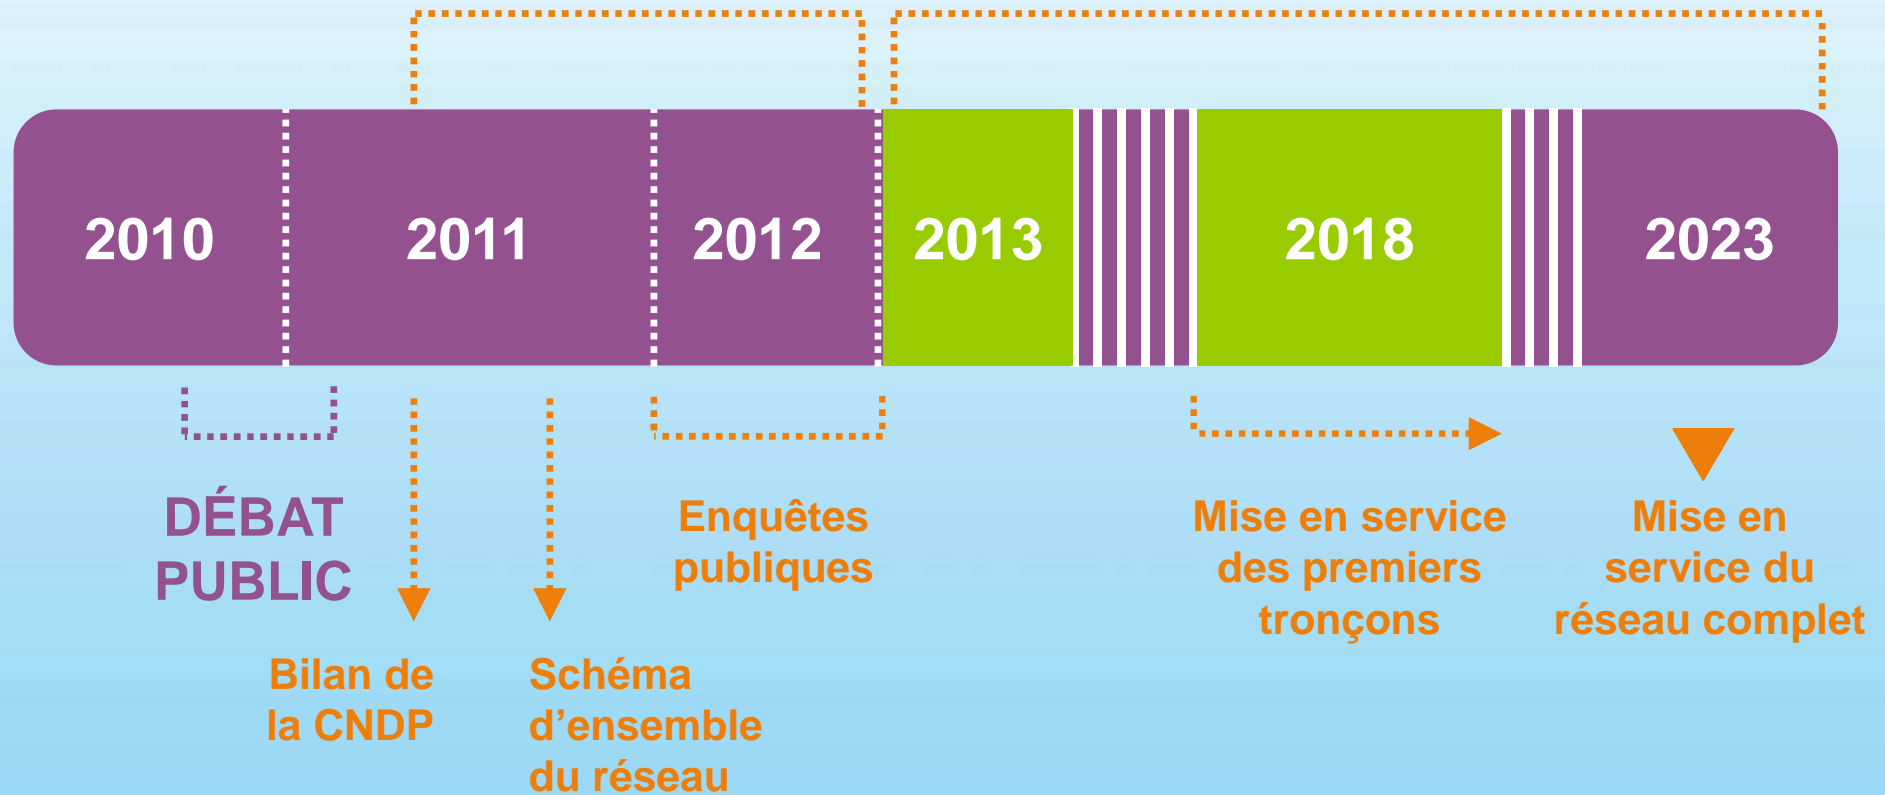 2010
2011
2012
2013
2018
2023
DÉBAT
PUBLIC
Bilan de
la CNDP
Schéma
d’ensemble
du réseau
Enquêtes
publiques
Mise en service
des premiers
tronçons
Mise en
service du
réseau complet